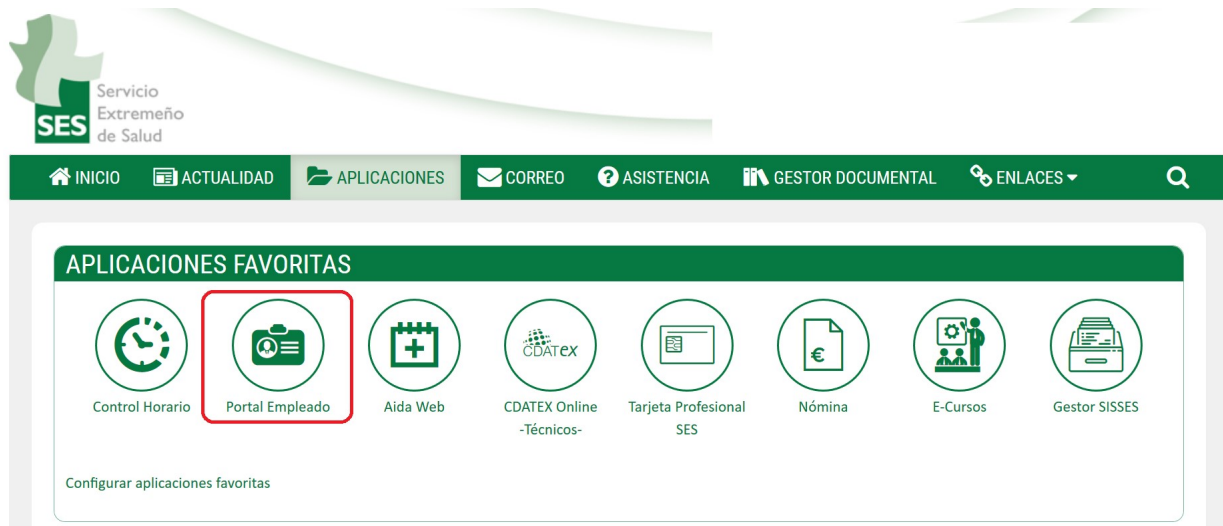 Servicio
Extremeño
de Salud
SES
INICIO ACTUALIDAD APLICACIONES CORREO ASISTENCIA GESTOR DOCUMENTAL ENLACES
APLICACIONES FAVORITAS
CDATEX
€
Control Horario Portal Empleado Aida Web CDATEX Online Tarjeta Profesional Nómina E-Cursos Gestor SISSES
-Técnicos- SES
Configurar aplicaciones favoritas